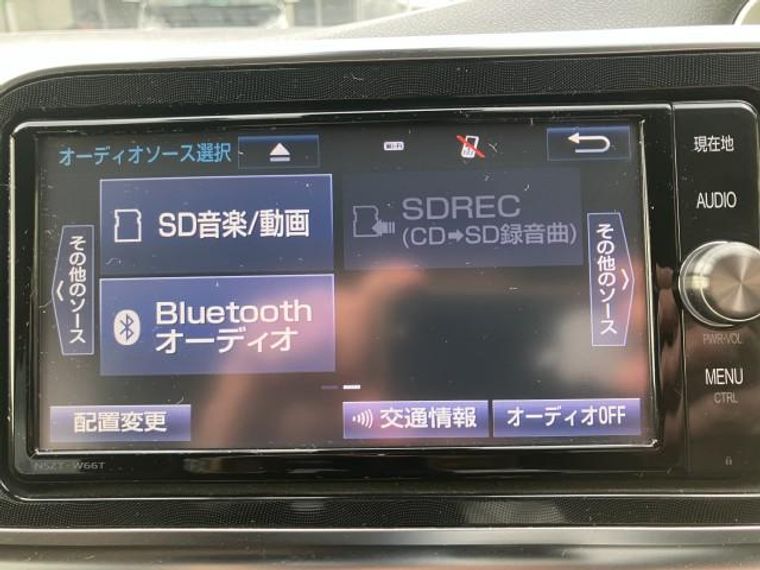 オーディオソース選択
Wi-Fi
現在地
SD音楽/動画
SDREC
(CD➡SD録音曲)
AUDIO
その他のソース
その他のソース
Bluetooth
オーディオ
PWR・VOL
MENU
CTRL
配置変更
交通情報
オーディオOFF
NSZT-W66T